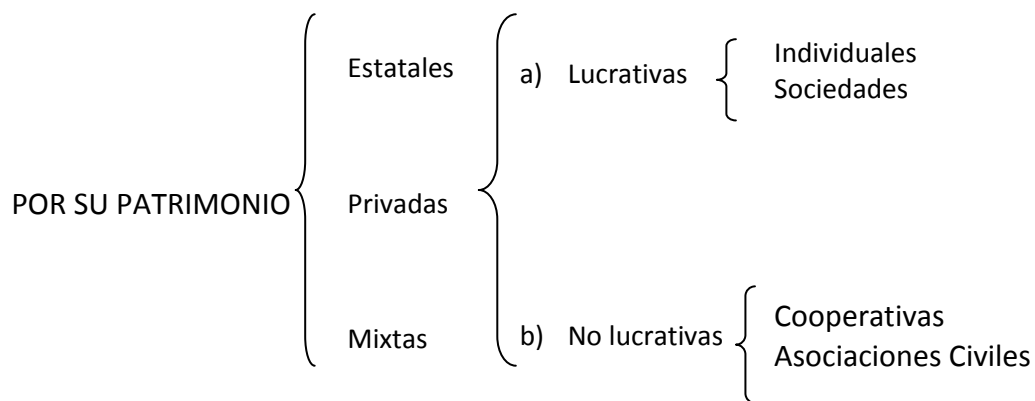 POR SU PATRIMONIO
Estatales
Privadas
Mixtas
a) Lucrativas
Individuales
Sociedades
b) No lucrativas
Cooperativas
Asociaciones Civiles